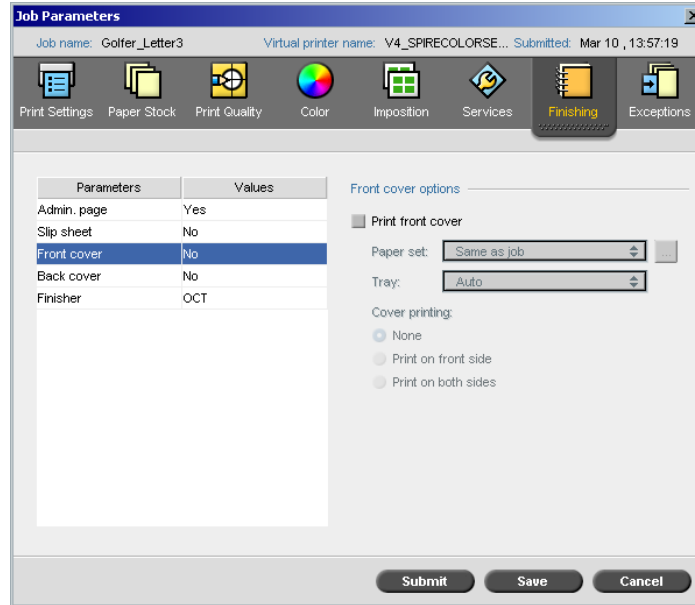 Job Parameters
Job name: Golfer_Letter3 Virtual printer name: V4_SPIRECOLORSE... Submitted: Mar 10 , 13:57:19
Print Settings Paper Stock Print Quality Color Imposition Services Finishing Exceptions
Parameters Values
Admin. page Yes
Slip sheet No
Front cover No
Back cover No
Finisher OCT
Front cover options
Print front cover
Paper set: Same as job ...
Tray: Auto
Cover printing:
None
Print on front side
Print on both sides
Submit Save Cancel